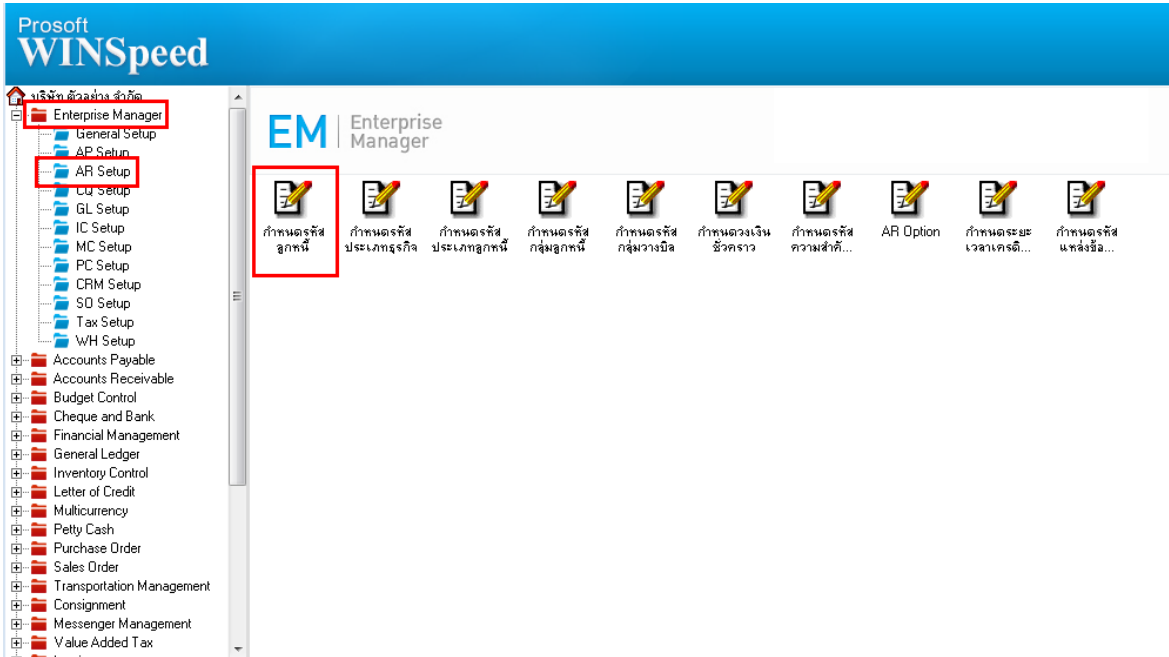 Prosoft
WINSpeed
บริษัท ตัวอย่าง จำกัด
Enterprise Manager
General Setup
AP Setup
AR Setup
CQ Setup
GL Setup
IC Setup
MC Setup
PC Setup
CRM Setup
SO Setup
Tax Setup
WH Setup
Accounts Payable
Accounts Receivable
Budget Control
Cheque and Bank
Financial Management
General Ledger
Inventory Control
Letter of Credit
Multicurrency
Petty Cash
Purchase Order
Sales Order
Transportation Management
Consignment
Messenger Management
Value Added Tax
EM
Enterprise
Manager
กำหนดรหัส
ลูกหนี้
กำหนดรหัส
ประเภทธุรกิจ
กำหนดรหัส
ประเภทลูกหนี้
กำหนดรหัส
กลุ่มลูกหนี้
กำหนดรหัส
กลุ่มวางบิล
กำหนดวงเงิน
ชั่วคราว
กำหนดรหัส
ความสำคั...
AR Option
กำหนดระยะ
เวลาเครดิ...
กำหนดรหัส
แหล่งข้อ...